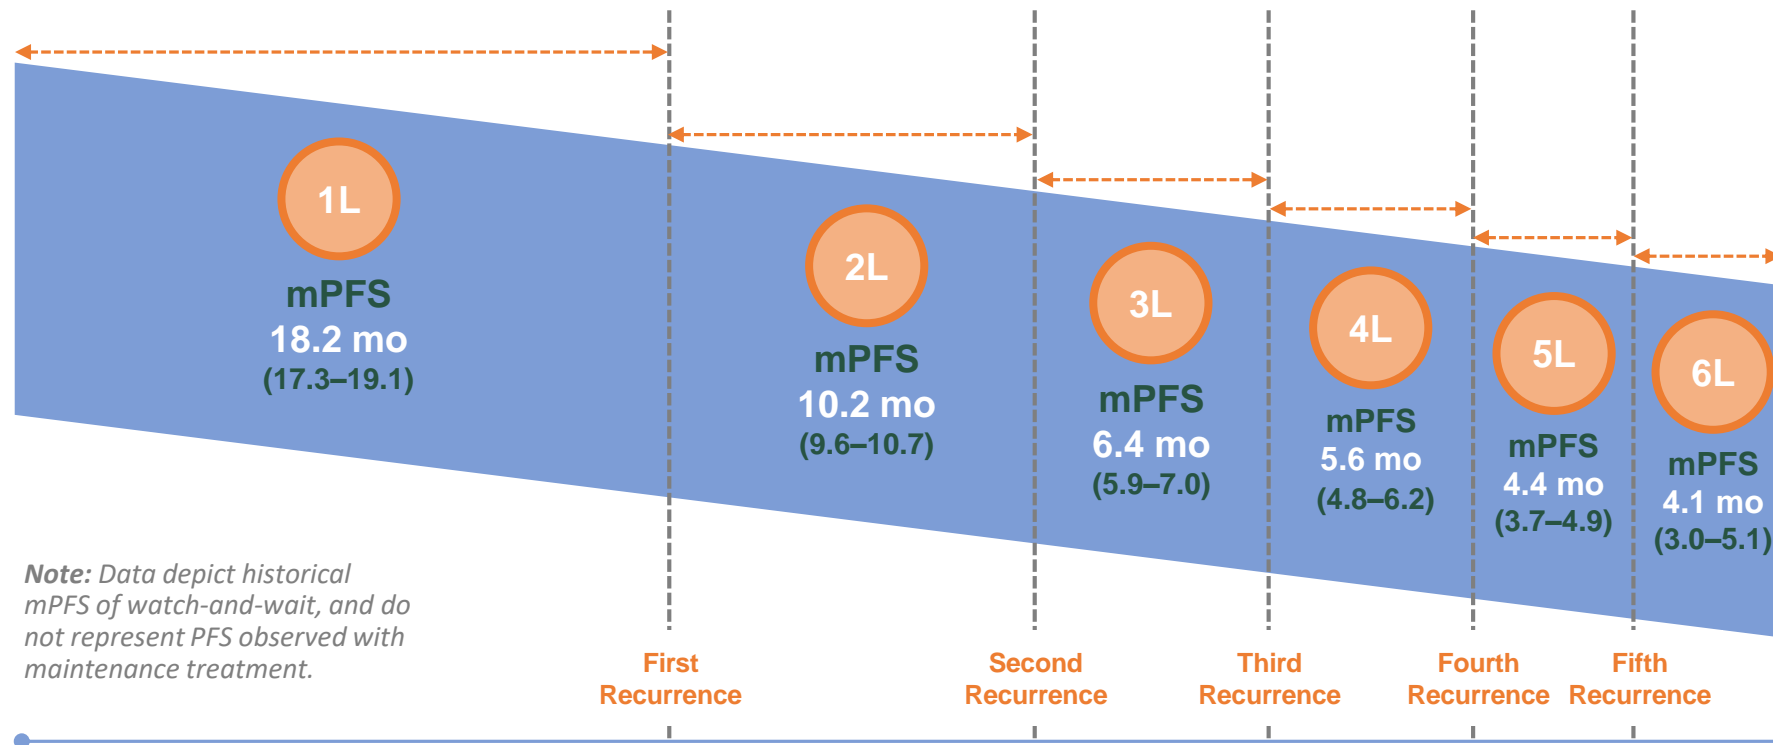 1L
mPFS
18.2 mo
(17.3–19.1)
2L
mPFS
10.2 mo
(9.6–10.7)
3L
mPFS
6.4 mo
(5.9–7.0)
4L
mPFS
5.6 mo
(4.8–6.2)
5L
mPFS
4.4 mo
(3.7–4.9)
6L
mPFS
4.1 mo
(3.0–5.1)
Note: Data depict historical
mPFS of watch-and-wait, and do
not represent PFS observed with
maintenance treatment.
First
Recurrence
Second
Recurrence
Third
Recurrence
Fourth
Recurrence
Fifth
Recurrence